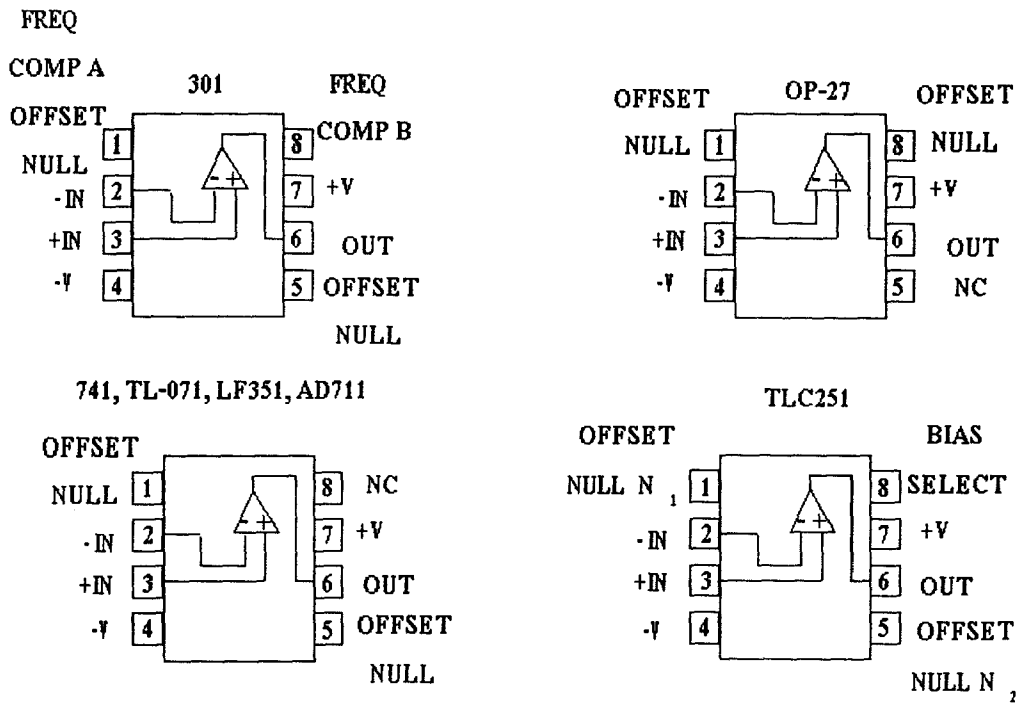 FREQ
COMP A
301
FREQ
OFFSET
1
8
COMP B
NULL
- IN
2
7
+V
+IN
3
6
OUT
-V
4
5
OFFSET
NULL
OP-27
OFFSET
OFFSET
NULL
1
8
NULL
- IN
2
7
+V
+IN
3
6
OUT
-V
4
5
NC
- +
- +
741, TL-071, LF351, AD711
OFFSET
NULL
1
8
NC
- IN
2
7
+V
+IN
3
6
OUT
-V
4
5
OFFSET
NULL
TLC251
OFFSET
BIAS
NULL N 1
1
8
SELECT
- IN
2
7
+V
+IN
3
6
OUT
-V
4
5
OFFSET
NULL N 2
- +
- +